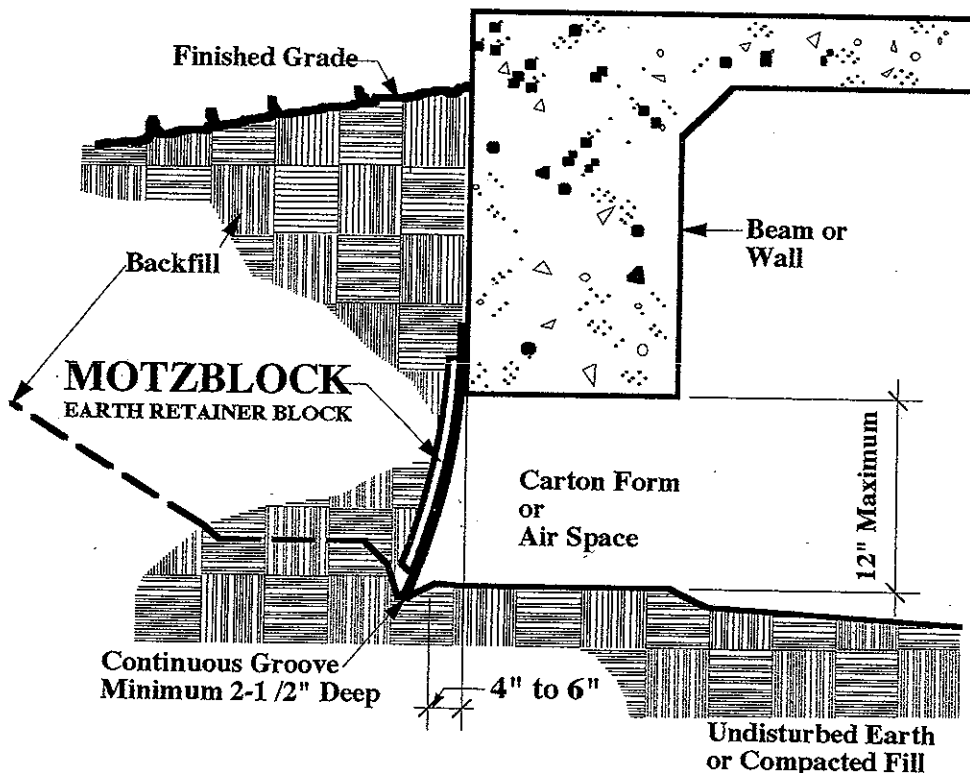 Finished Grade
Backfill
MOTZBLOCK
EARTH RETAINER BLOCK
Beam or
Wall
Carton Form
or
Air Space
12" Maximum
Continuous Groove
Minimum 2-1 /2" Deep
4" to 6"
Undisturbed Earth
or Compacted Fill